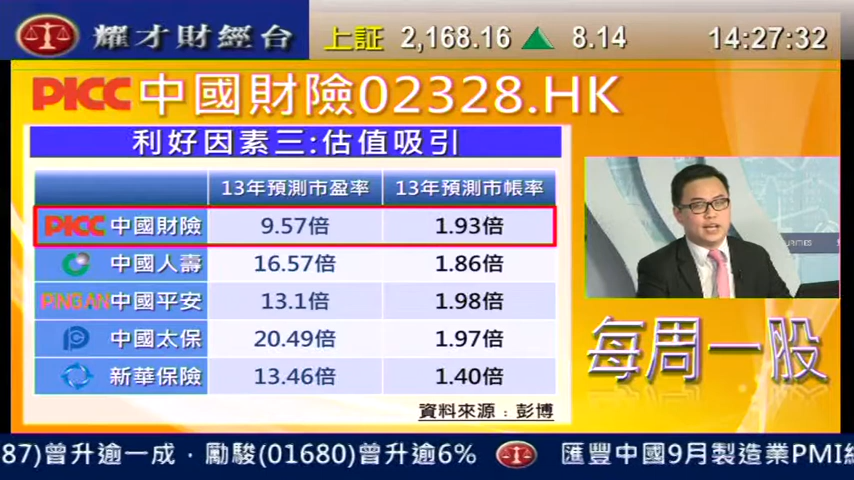 耀才財經台
上証 2,168.16 8.14 14:27:32
PICC 中國財險02328.HK
利好因素三:估值吸引
13年預測市盈率 13年預測市帳率
PICC 中國財險 9.57倍 1.93倍
中國人壽 16.57倍 1.86倍
PINGAN 中國平安 13.1倍 1.98倍
中國太保 20.49倍 1.97倍
新華保險 13.46倍 1.40倍
資料來源：彭博
每周一股
87)曾升逾一成﹐勵駿(01680)曾升逾6% 匯豐中國9月製造業PMI